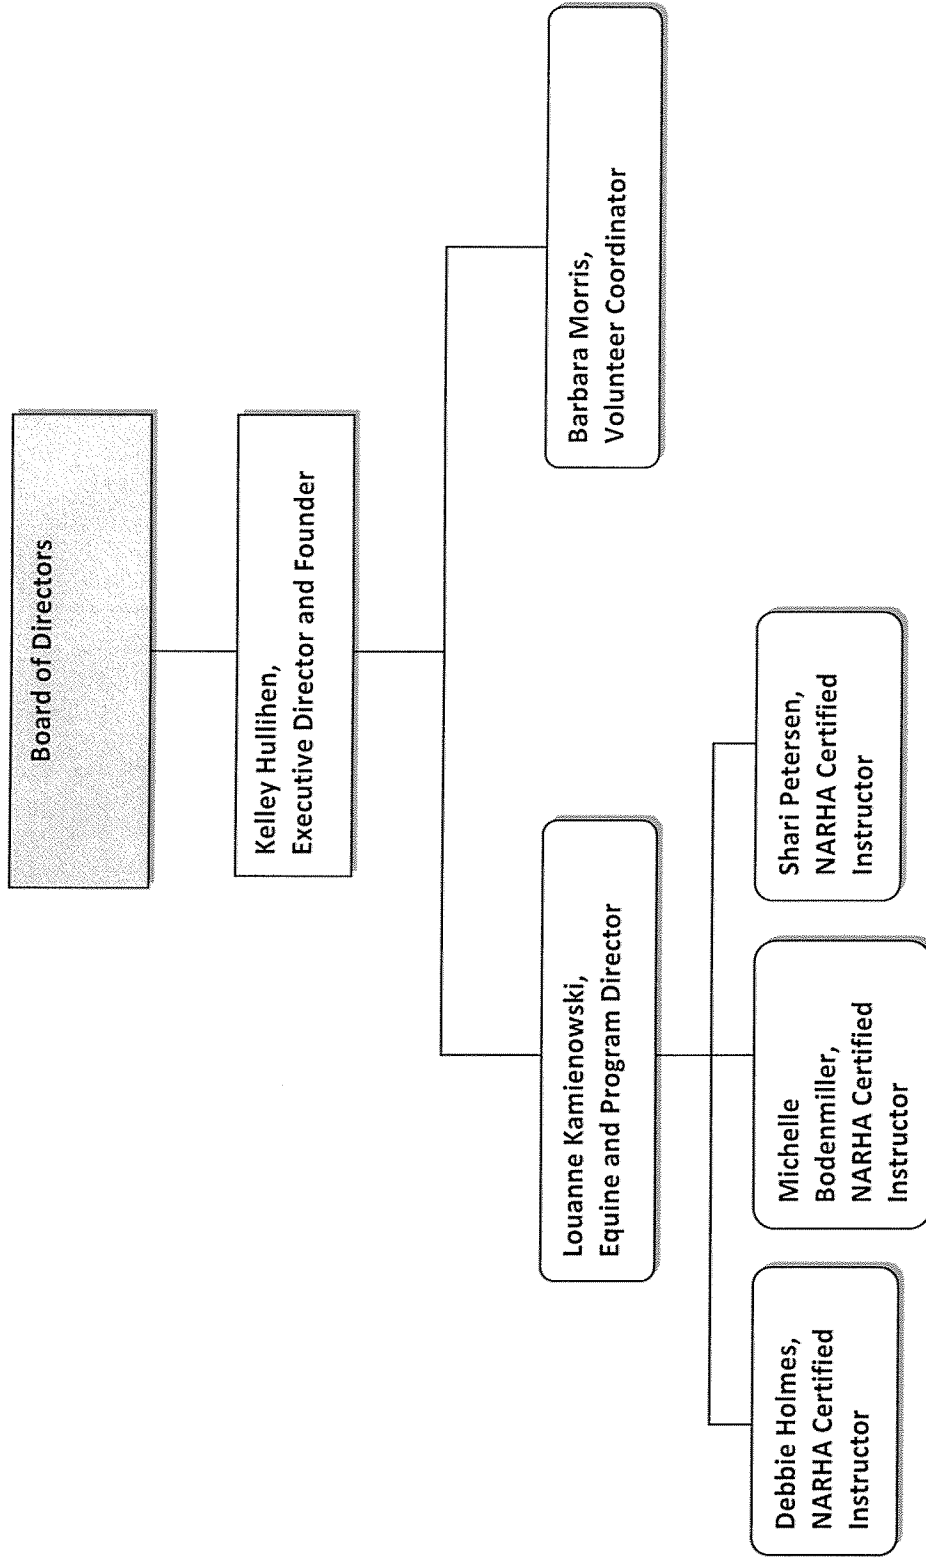 Board of Directors
Kelley Hullihen,
Executive Director and Founder
Louanne Kamienowski,
Equine and Program Director
Barbara Morris,
Volunteer Coordinator
Debbie Holmes,
NARHA Certified
Instructor
Michelle
Bodenmiller,
NARHA Certified
Instructor
Shari Petersen,
NARHA Certified
Instructor